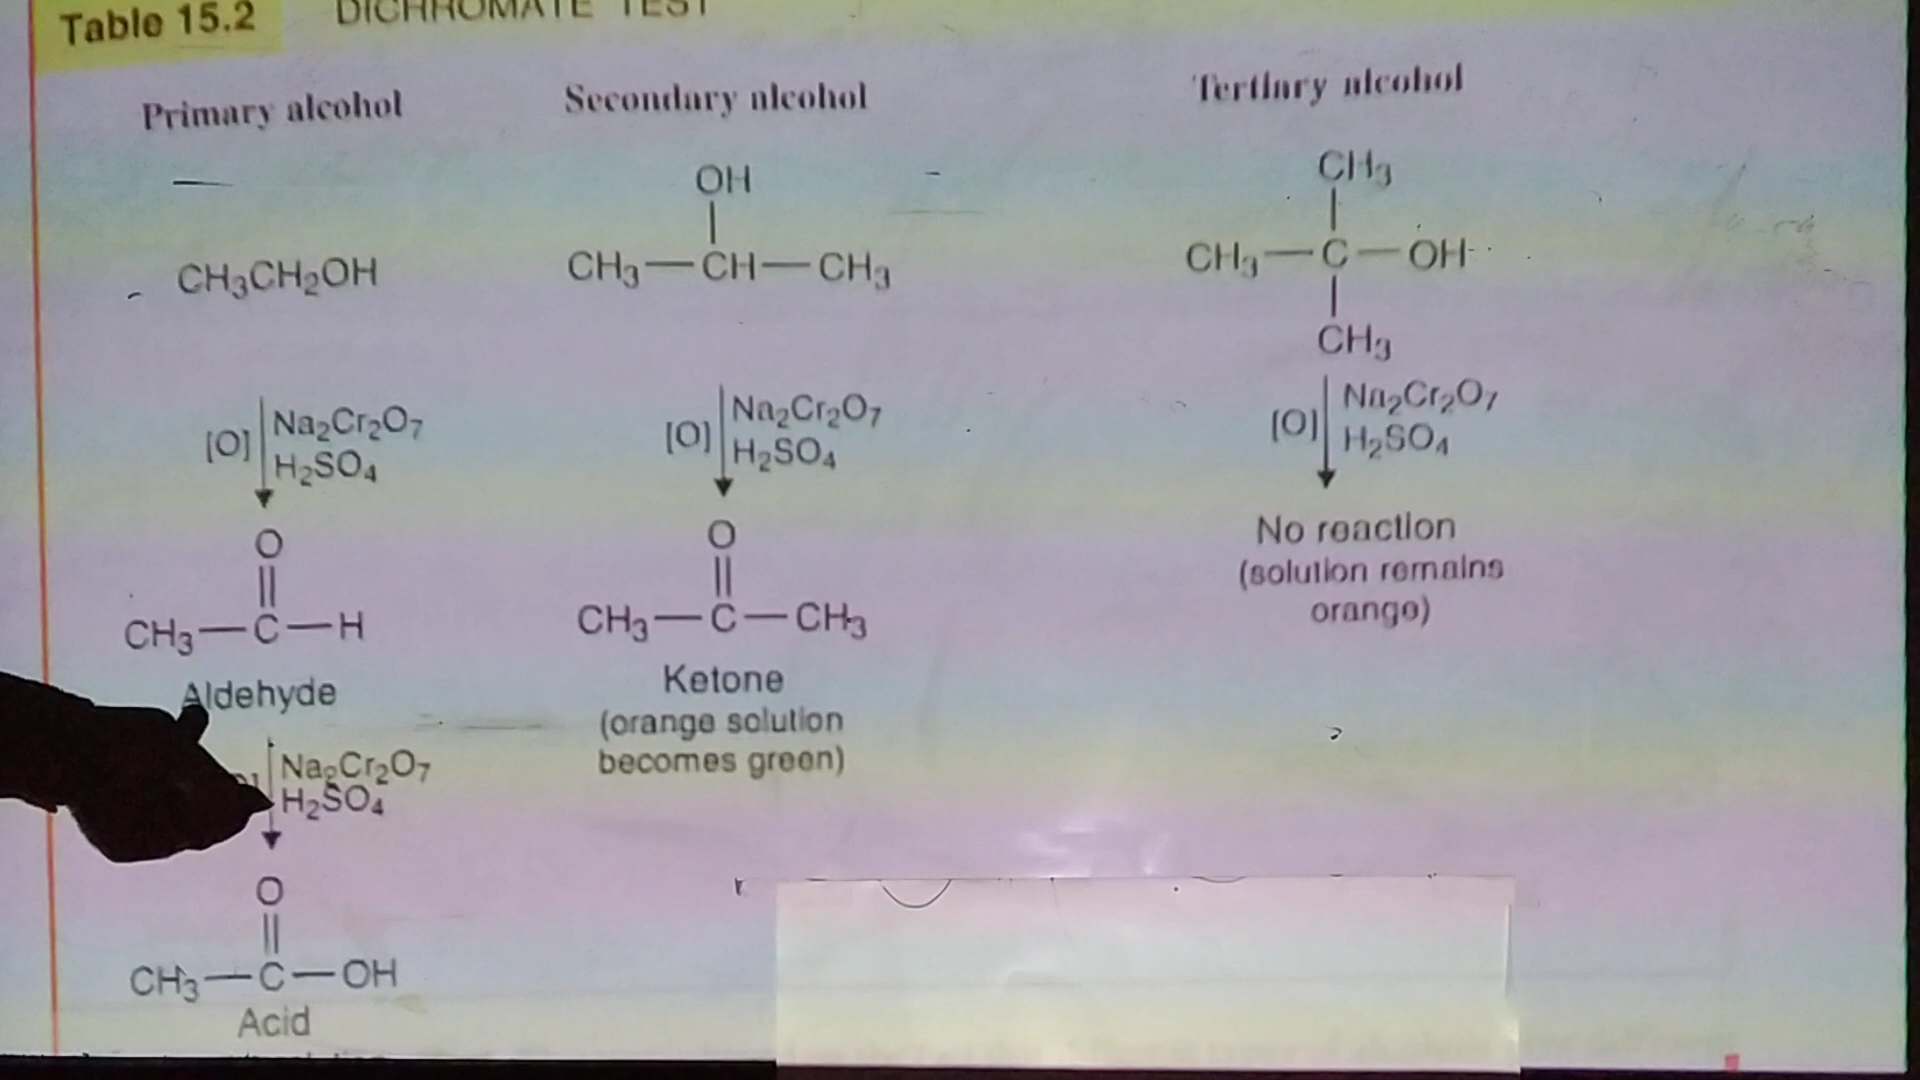 Table 15.2 DICHROMATE TEST
Primary alcohol Secondary alcohol Tertiary alcohol
CH₃CH₂OH
OH
CH₃—CH—CH₃
CH₃
CH₃—C—OH
CH₃
[O] Na₂Cr₂O₇
H₂SO₄
[O] Na₂Cr₂O₇
H₂SO₄
[O] Na₂Cr₂O₇
H₂SO₄
O
CH₃—C—H
Aldehyde
O
CH₃—C—CH₃
Ketone
(orange solution
becomes green)
No reaction
(solution remains
orange)
Na₂Cr₂O₇
H₂SO₄
O
CH₃—C—OH
Acid